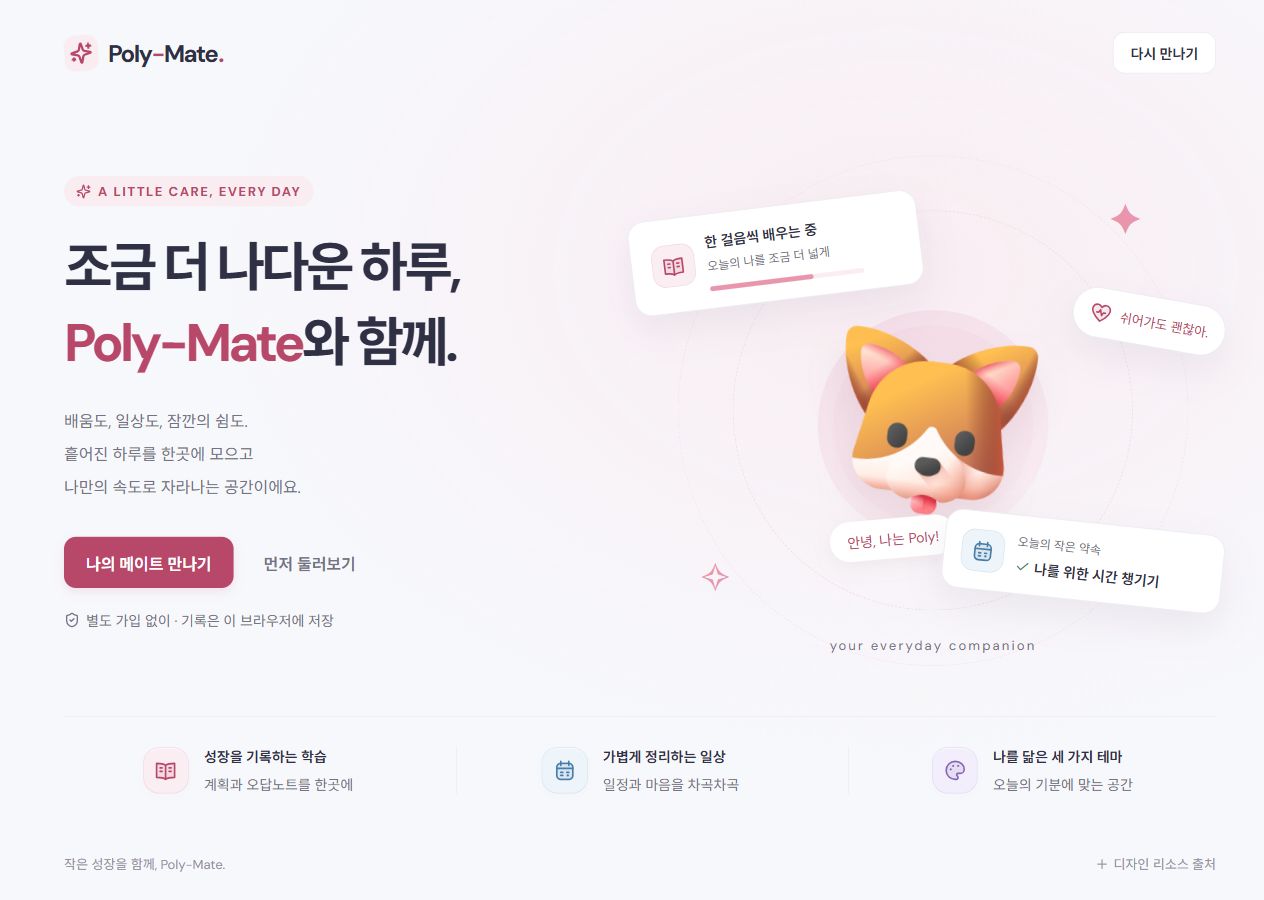 Poly-Mate.
다시 만나기
A LITTLE CARE, EVERY DAY
조금 더 나다운 하루,
Poly-Mate와 함께.
배움도, 일상도, 잠깐의 쉼도.
흩어진 하루를 한곳에 모으고
나만의 속도로 자라나는 공간이에요.
나의 메이트 만나기
먼저 둘러보기
별도 가입 없이 · 기록은 이 브라우저에 저장
한 걸음씩 배우는 중
오늘의 나를 조금 더 넓게
쉬어가도 괜찮아.
안녕, 나는 Poly!
오늘의 작은 약속
나를 위한 시간 챙기기
your everyday companion
성장을 기록하는 학습
계획과 오답노트를 한곳에
가볍게 정리하는 일상
일정과 마음을 차곡차곡
나를 닮은 세 가지 테마
오늘의 기분에 맞는 공간
작은 성장을 함께, Poly-Mate.
디자인 리소스 출처